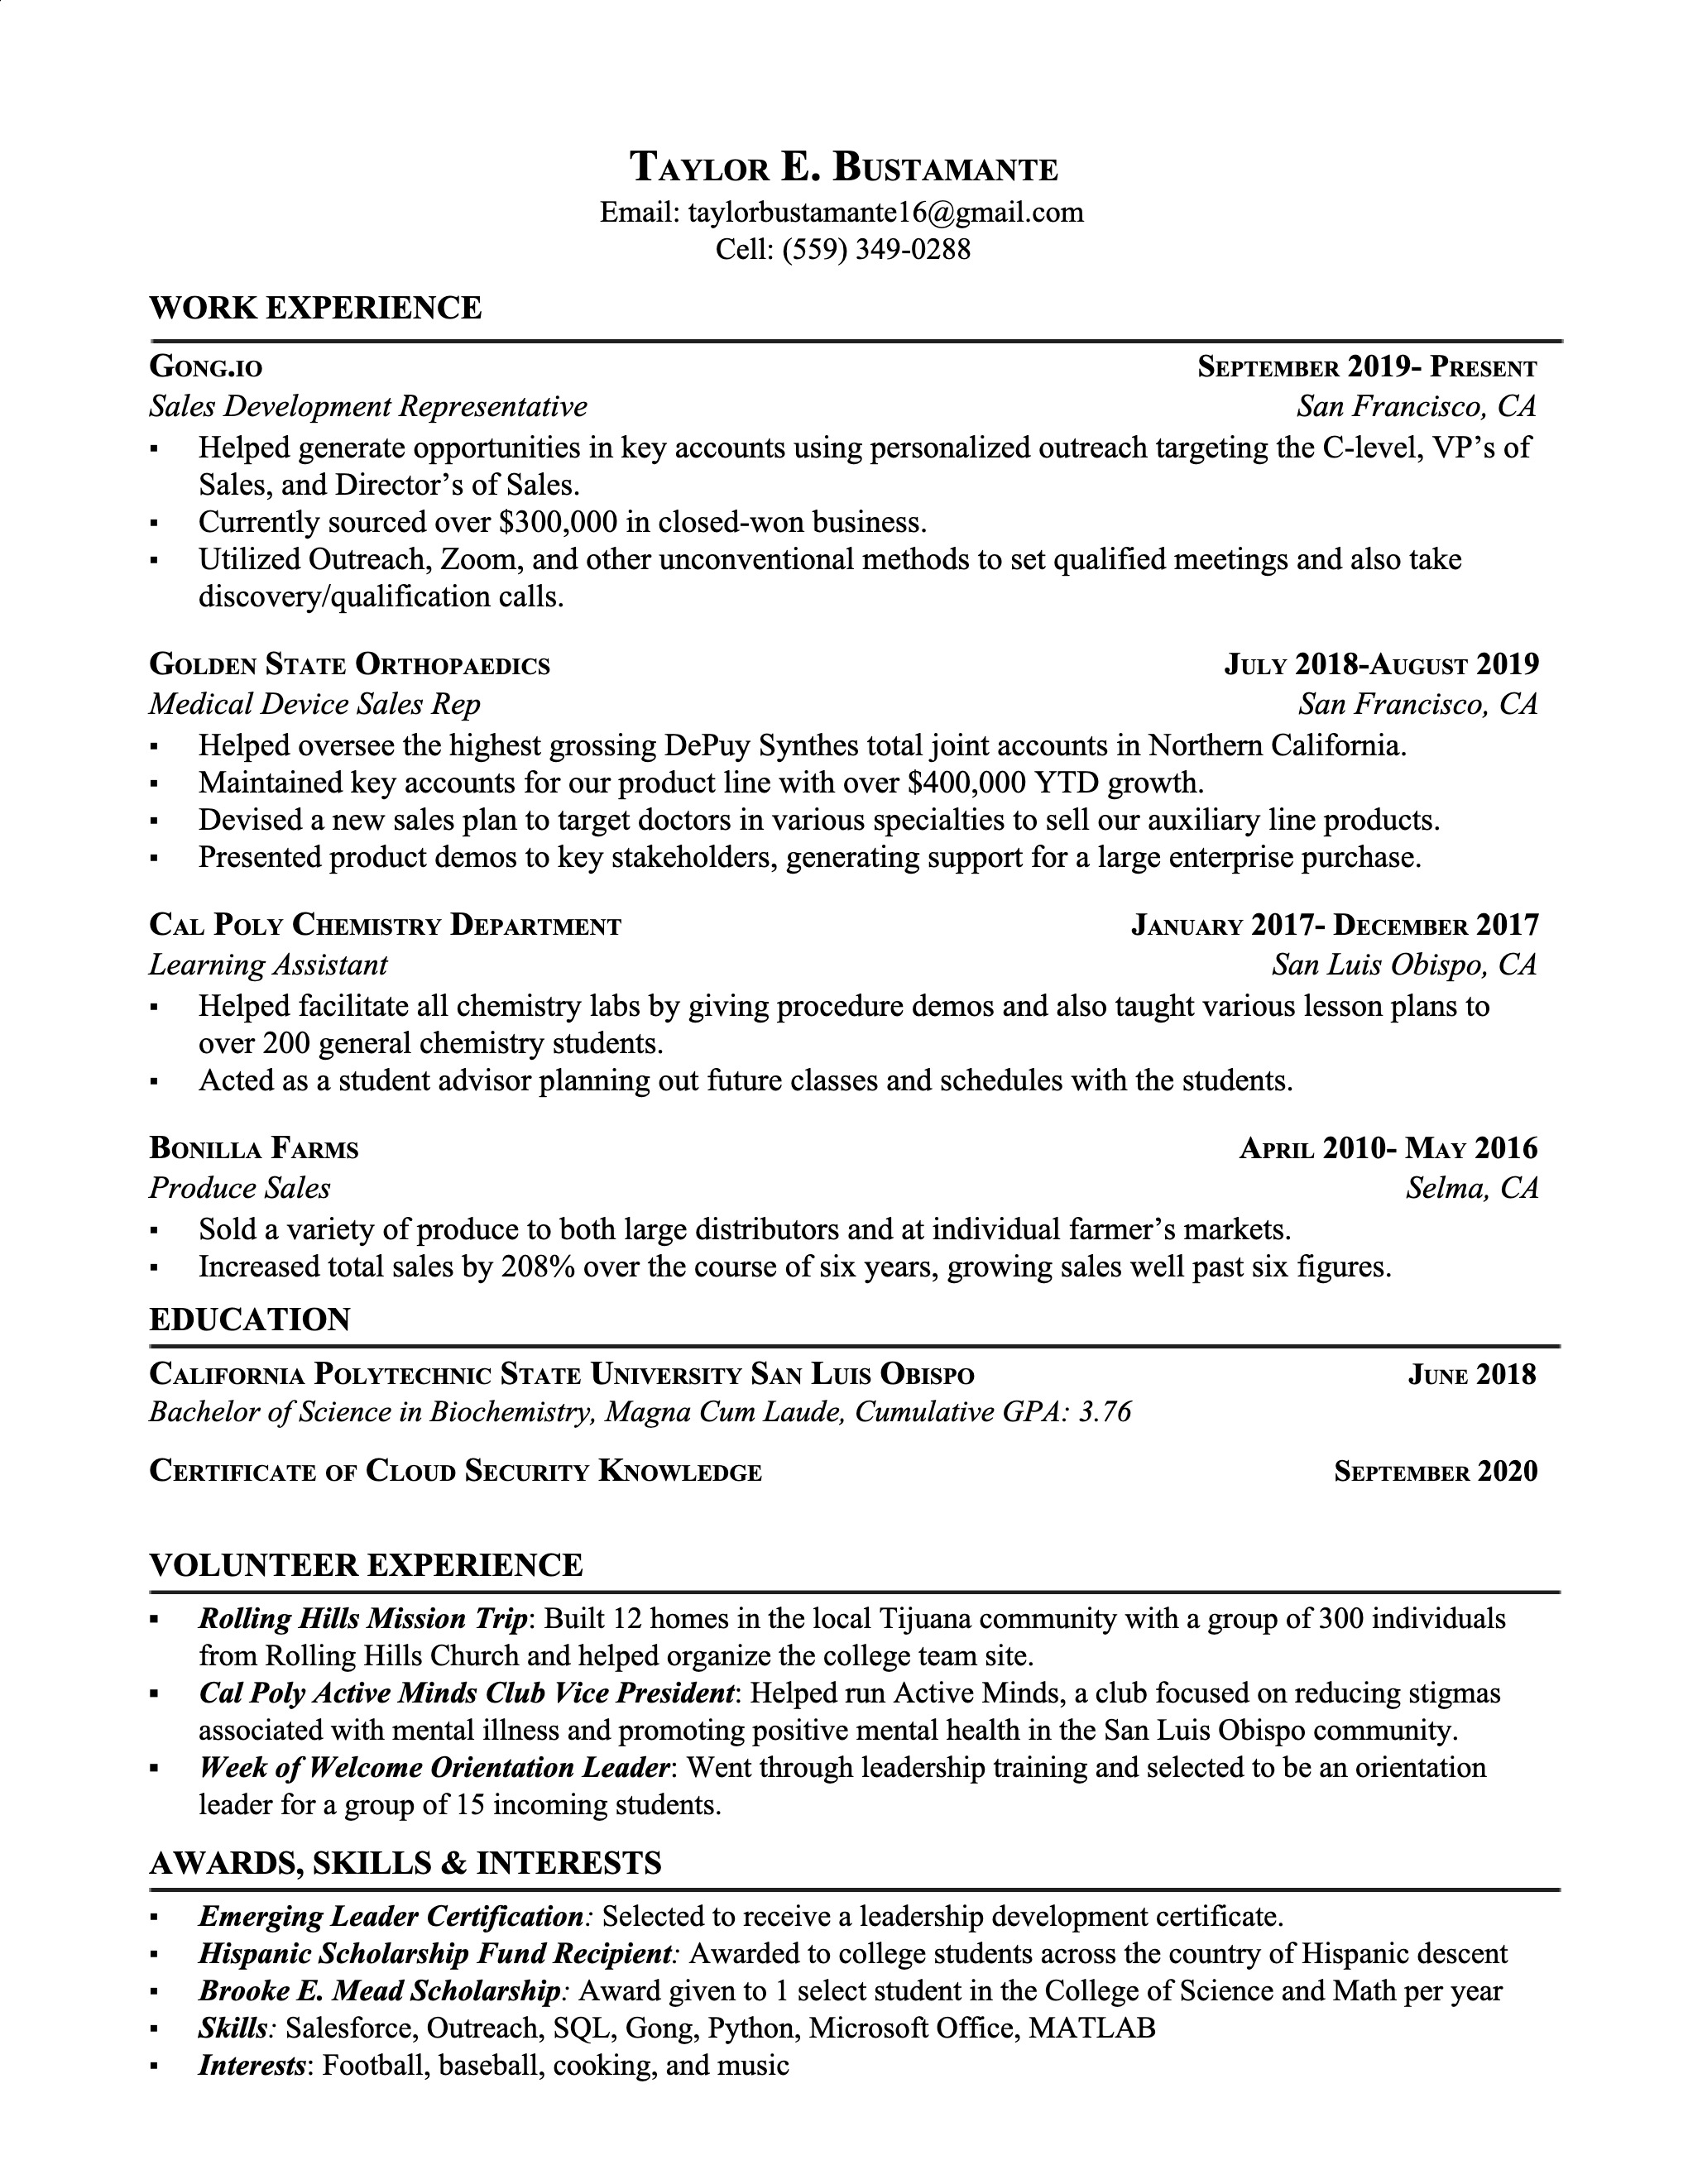 Taylor E. Bustamante
Email: taylorbustamante16@gmail.com
Cell: (559) 349-0288
WORK EXPERIENCE
Gong.io September 2019- Present
Sales Development Representative San Francisco, CA
▪ Helped generate opportunities in key accounts using personalized outreach targeting the C-level, VP’s of
Sales, and Director’s of Sales.
▪ Currently sourced over $300,000 in closed-won business.
▪ Utilized Outreach, Zoom, and other unconventional methods to set qualified meetings and also take
discovery/qualification calls.
Golden State Orthopaedics July 2018-August 2019
Medical Device Sales Rep San Francisco, CA
▪ Helped oversee the highest grossing DePuy Synthes total joint accounts in Northern California.
▪ Maintained key accounts for our product line with over $400,000 YTD growth.
▪ Devised a new sales plan to target doctors in various specialties to sell our auxiliary line products.
▪ Presented product demos to key stakeholders, generating support for a large enterprise purchase.
Cal Poly Chemistry Department January 2017- December 2017
Learning Assistant San Luis Obispo, CA
▪ Helped facilitate all chemistry labs by giving procedure demos and also taught various lesson plans to
over 200 general chemistry students.
▪ Acted as a student advisor planning out future classes and schedules with the students.
Bonilla Farms April 2010- May 2016
Produce Sales Selma, CA
▪ Sold a variety of produce to both large distributors and at individual farmer’s markets.
▪ Increased total sales by 208% over the course of six years, growing sales well past six figures.
EDUCATION
California Polytechnic State University San Luis Obispo June 2018
Bachelor of Science in Biochemistry, Magna Cum Laude, Cumulative GPA: 3.76
Certificate of Cloud Security Knowledge September 2020
VOLUNTEER EXPERIENCE
▪ Rolling Hills Mission Trip: Built 12 homes in the local Tijuana community with a group of 300 individuals
from Rolling Hills Church and helped organize the college team site.
▪ Cal Poly Active Minds Club Vice President: Helped run Active Minds, a club focused on reducing stigmas
associated with mental illness and promoting positive mental health in the San Luis Obispo community.
▪ Week of Welcome Orientation Leader: Went through leadership training and selected to be an orientation
leader for a group of 15 incoming students.
AWARDS, SKILLS & INTERESTS
▪ Emerging Leader Certification: Selected to receive a leadership development certificate.
▪ Hispanic Scholarship Fund Recipient: Awarded to college students across the country of Hispanic descent
▪ Brooke E. Mead Scholarship: Award given to 1 select student in the College of Science and Math per year
▪ Skills: Salesforce, Outreach, SQL, Gong, Python, Microsoft Office, MATLAB
▪ Interests: Football, baseball, cooking, and music